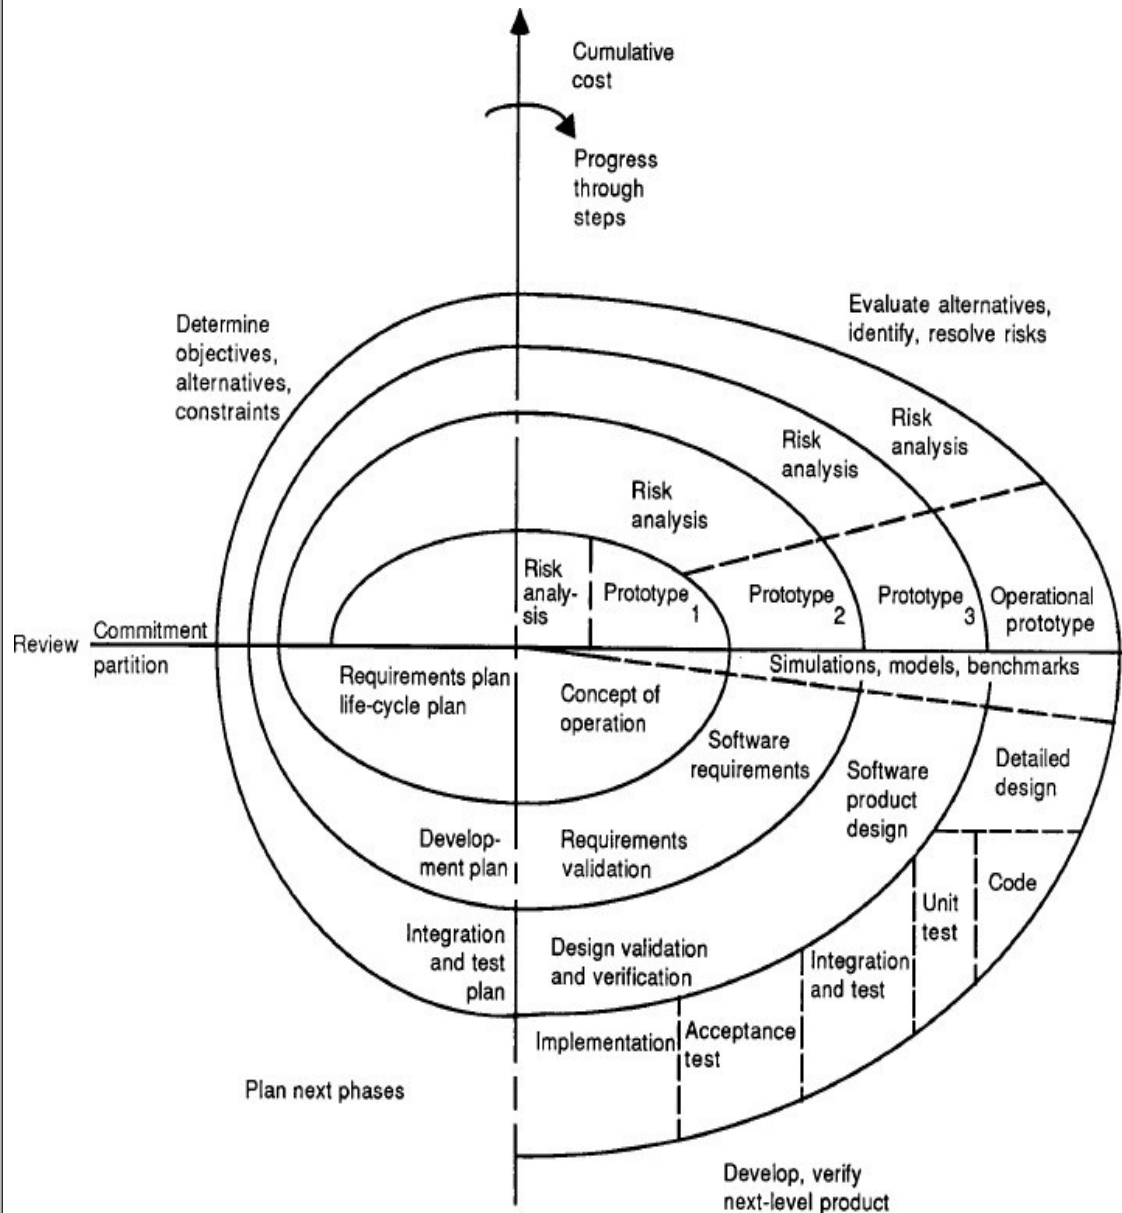 Cumulative
cost
Progress
through
steps
Determine
objectives,
alternatives,
constraints
Evaluate alternatives,
identify, resolve risks
Risk
analysis
Risk
analysis
Risk
analysis
Risk
analy-
sis
Prototype 1
Prototype 2
Prototype 3
Operational
prototype
Review
Commitment
partition
Simulations, models, benchmarks
Requirements plan
life-cycle plan
Concept of
operation
Software
requirements
Software
product
design
Detailed
design
Develop-
ment plan
Requirements
validation
Code
Unit
test
Integration
and test
plan
Design validation
and verification
Integration
and test
Acceptance
test
Implementation
Plan next phases
Develop, verify
next-level product